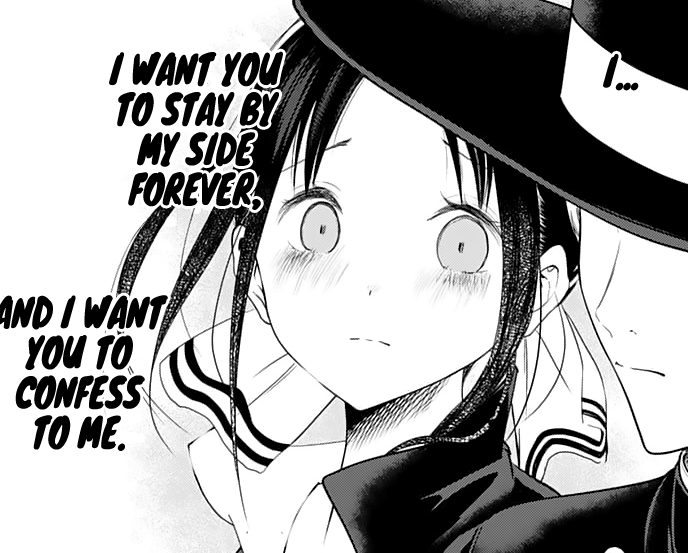 I...
I WANT YOU
TO STAY BY
MY SIDE
FOREVER,
AND I WANT
YOU TO
CONFESS
TO ME.